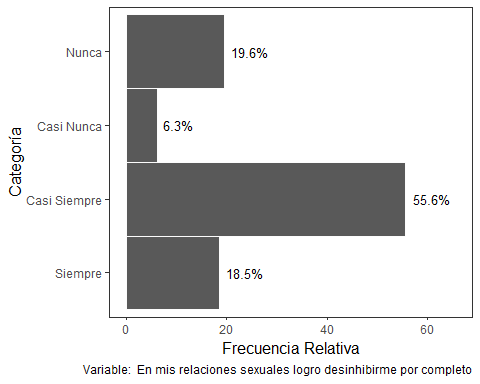 Categoría
Nunca
19.6%
Casi Nunca
6.3%
Casi Siempre
55.6%
Siempre
18.5%
0
20
40
60
Frecuencia Relativa
Variable: En mis relaciones sexuales logro desinhibirme por completo